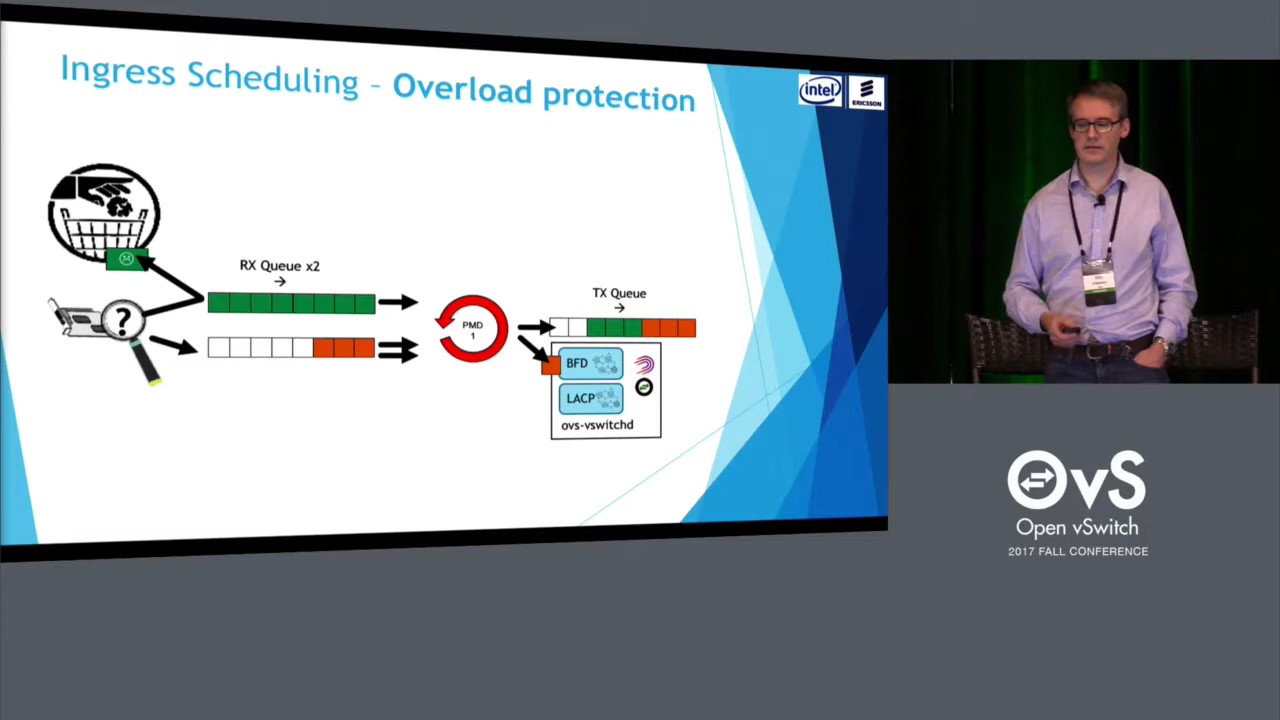 Ingress Scheduling – Overload protection
intel
ERICSSON
RX Queue x2
→
?
PMD
1
TX Queue
→
BFD
LACP
ovs-vswitchd
OvS
Open vSwitch
2017 FALL CONFERENCE